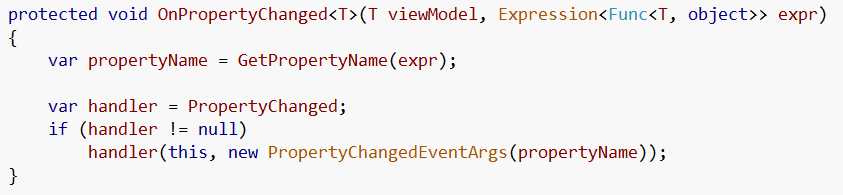 protected void OnPropertyChanged<T>(T viewModel, Expression<Func<T, object>> expr)
{
    var propertyName = GetPropertyName(expr);

    var handler = PropertyChanged;
    if (handler != null)
        handler(this, new PropertyChangedEventArgs(propertyName));
}